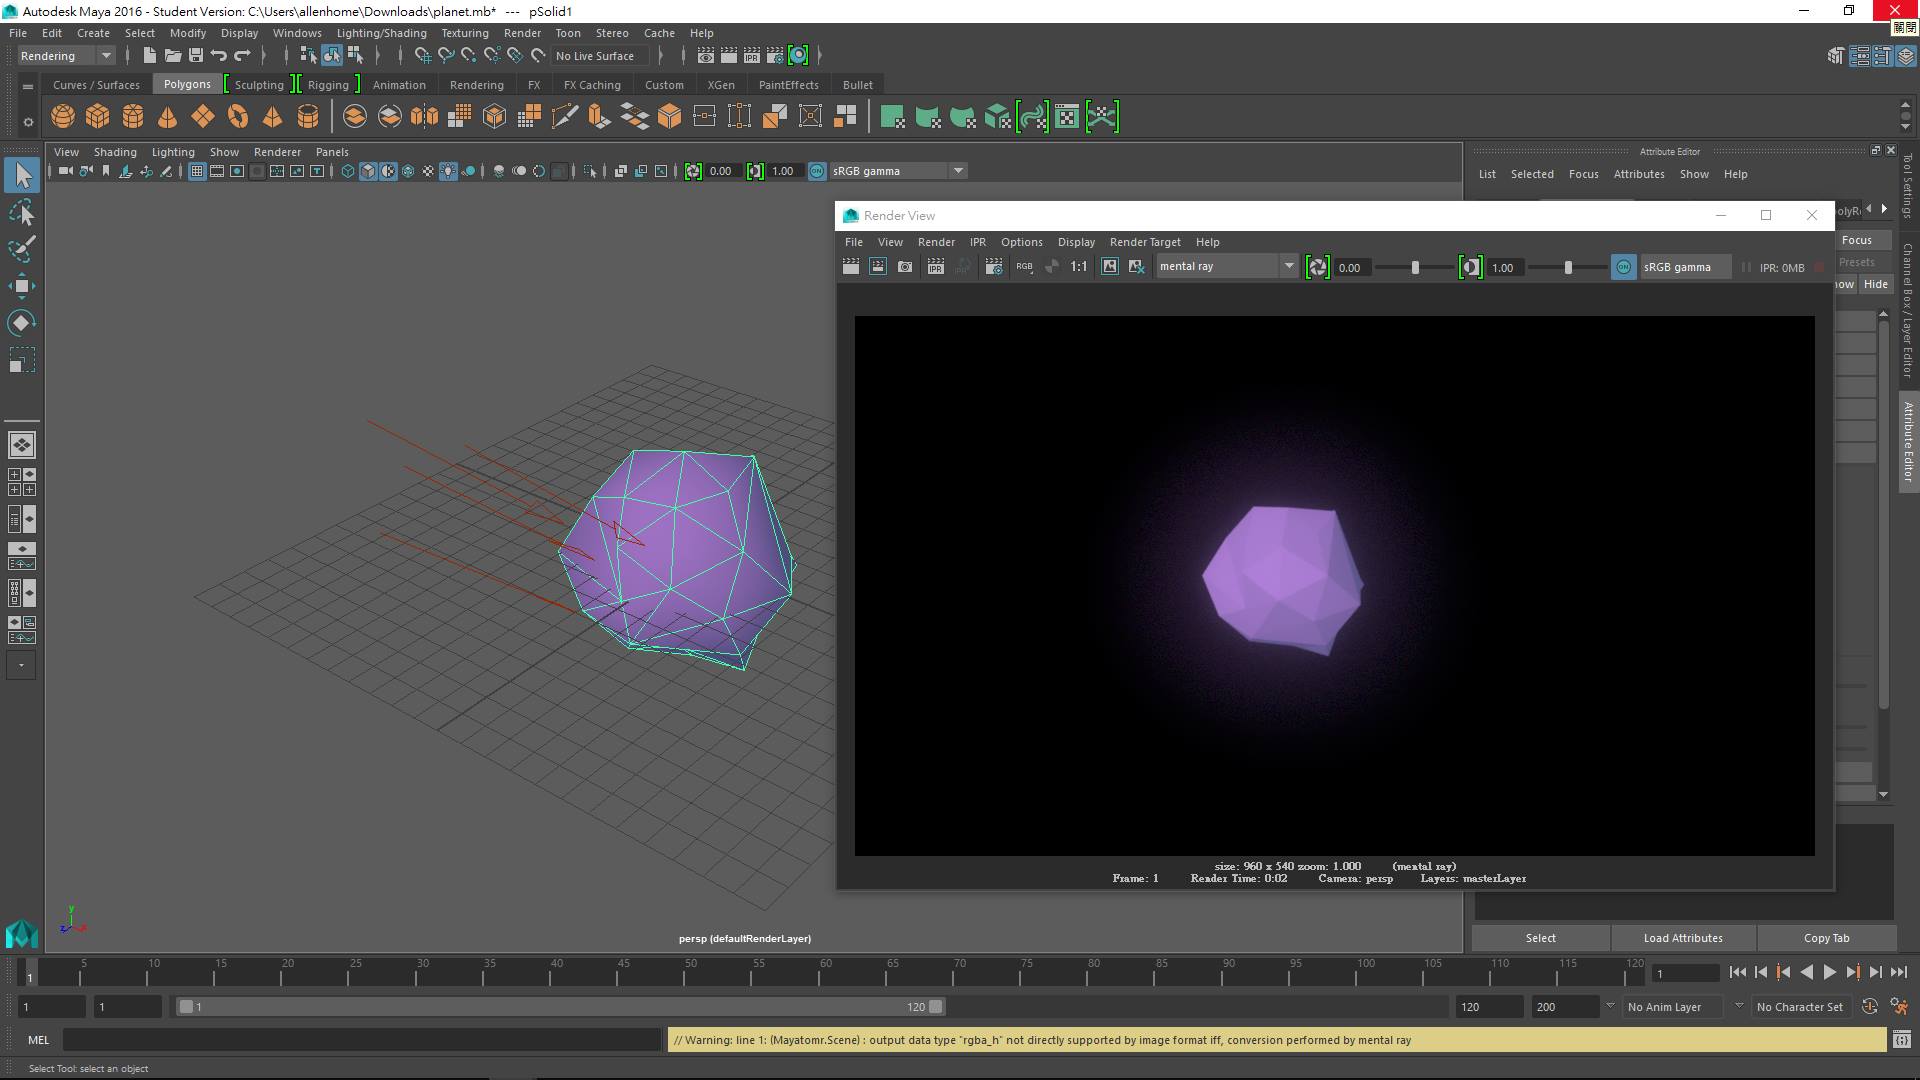 Autodesk Maya 2016 - Student Version: C:\Users\allenhome\Downloads\planet.mb*   ---   pSolid1
關閉
File Edit Create Select Modify Display Windows Lighting/Shading Texturing Render Toon Stereo Cache Help
Rendering No Live Surface
Curves / Surfaces Polygons Sculpting Rigging Animation Rendering FX FX Caching Custom XGen PaintEffects Bullet
View Shading Lighting Show Renderer Panels
0.00 1.00 ON sRGB gamma
Attribute Editor
List Selected Focus Attributes Show Help
Tool Settings
Channel Box / Layer Editor
Attribute Editor
Focus
Presets
Hide
Render View
File View Render IPR Options Display Render Target Help
IPR IPR RGB 1:1 mental ray 0.00 1.00 ON sRGB gamma IPR: 0MB
size: 960 x 540 zoom: 1.000 (mental ray)
Frame: 1 Render Time: 0:02 Camera: persp Layers: masterLayer
y
z x
persp (defaultRenderLayer)
Select Load Attributes Copy Tab
1 5 10 15 20 25 30 35 40 45 50 55 60 65 70 75 80 85 90 95 100 105 110 115 120 1
1 1 1 120 120 200 No Anim Layer No Character Set
MEL // Warning: line 1: (Mayatomr.Scene) : output data type "rgba_h" not directly supported by image format iff, conversion performed by mental ray
Select Tool: select an object